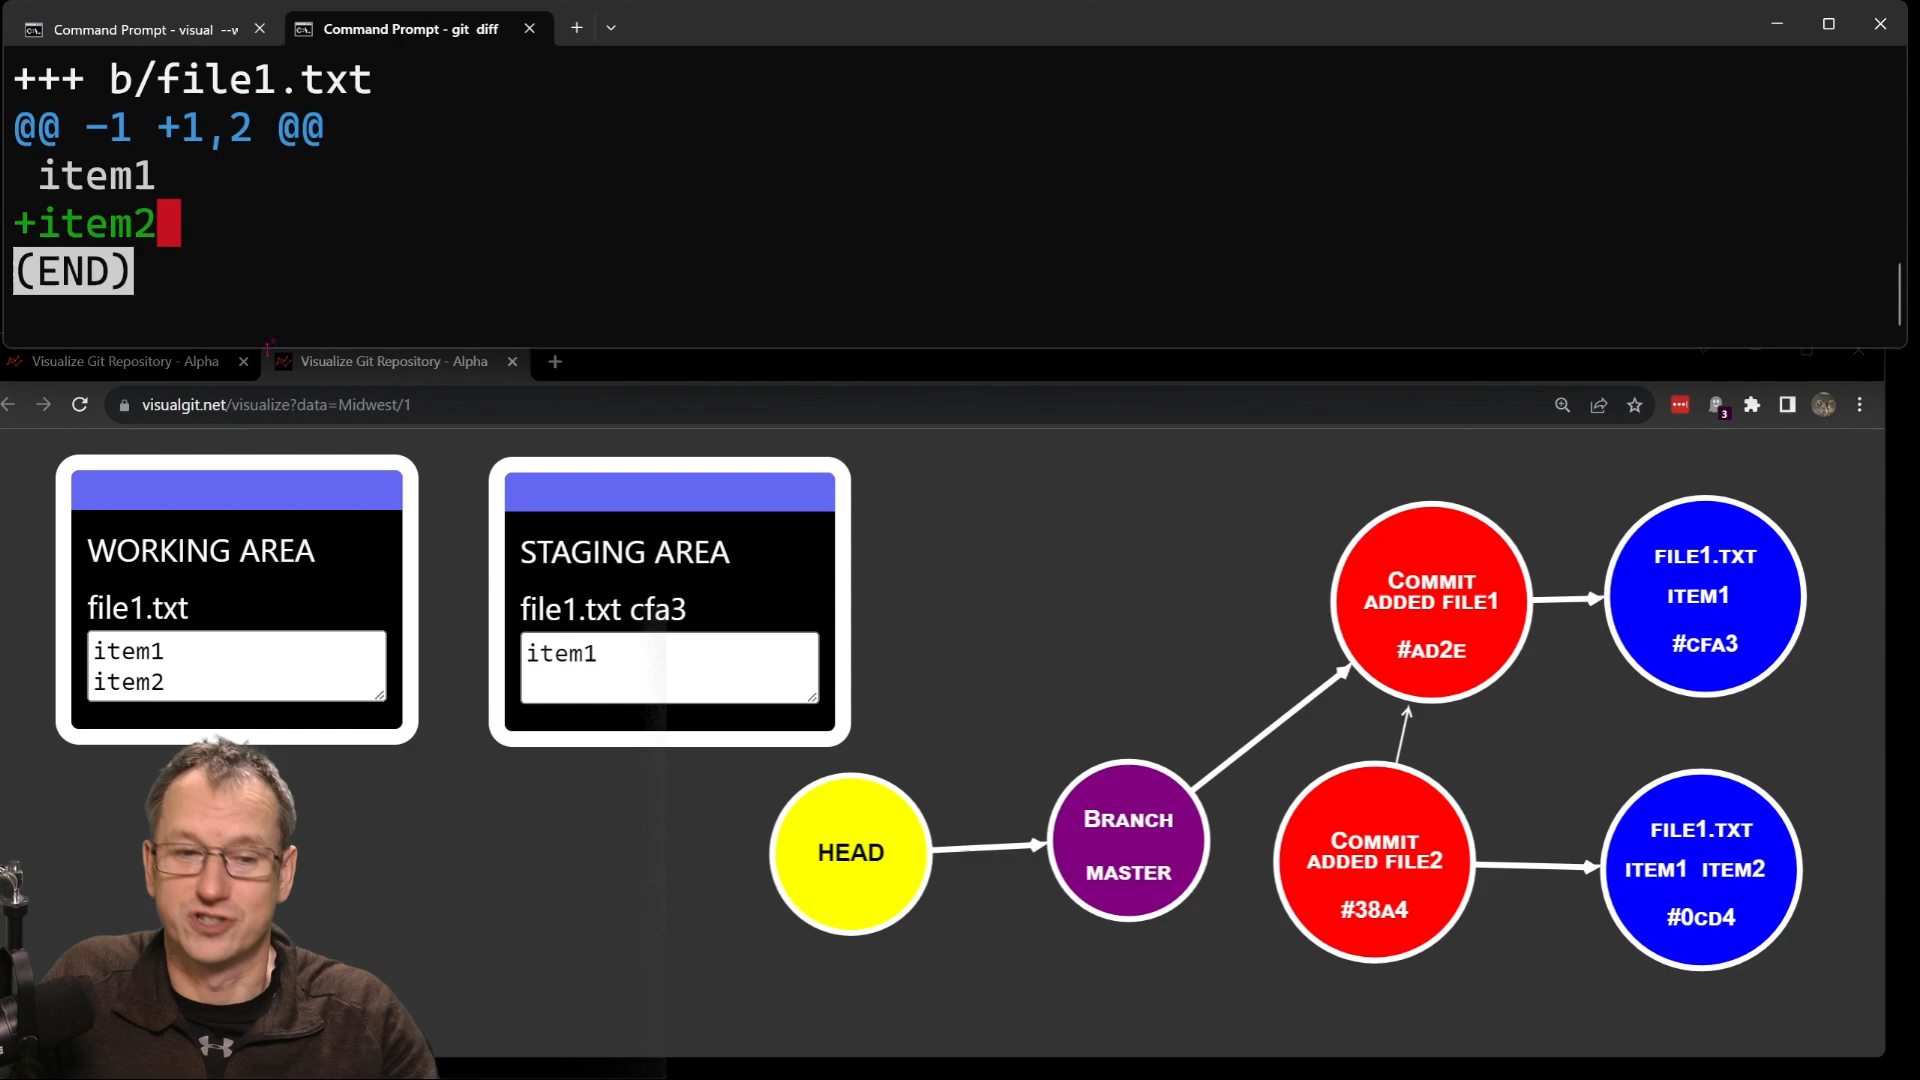 Command Prompt - visual --w
Command Prompt - git diff
+++ b/file1.txt
@@ -1 +1,2 @@
item1
+item2
(END)
Visualize Git Repository - Alpha
Visualize Git Repository - Alpha
visualgit.net/visualize?data=Midwest/1
3
WORKING AREA
file1.txt
item1
item2
STAGING AREA
file1.txt cfa3
item1
COMMIT
ADDED FILE1
#AD2E
FILE1.TXT
ITEM1
#CFA3
HEAD
BRANCH
MASTER
COMMIT
ADDED FILE2
#38A4
FILE1.TXT
ITEM1 ITEM2
#0CD4